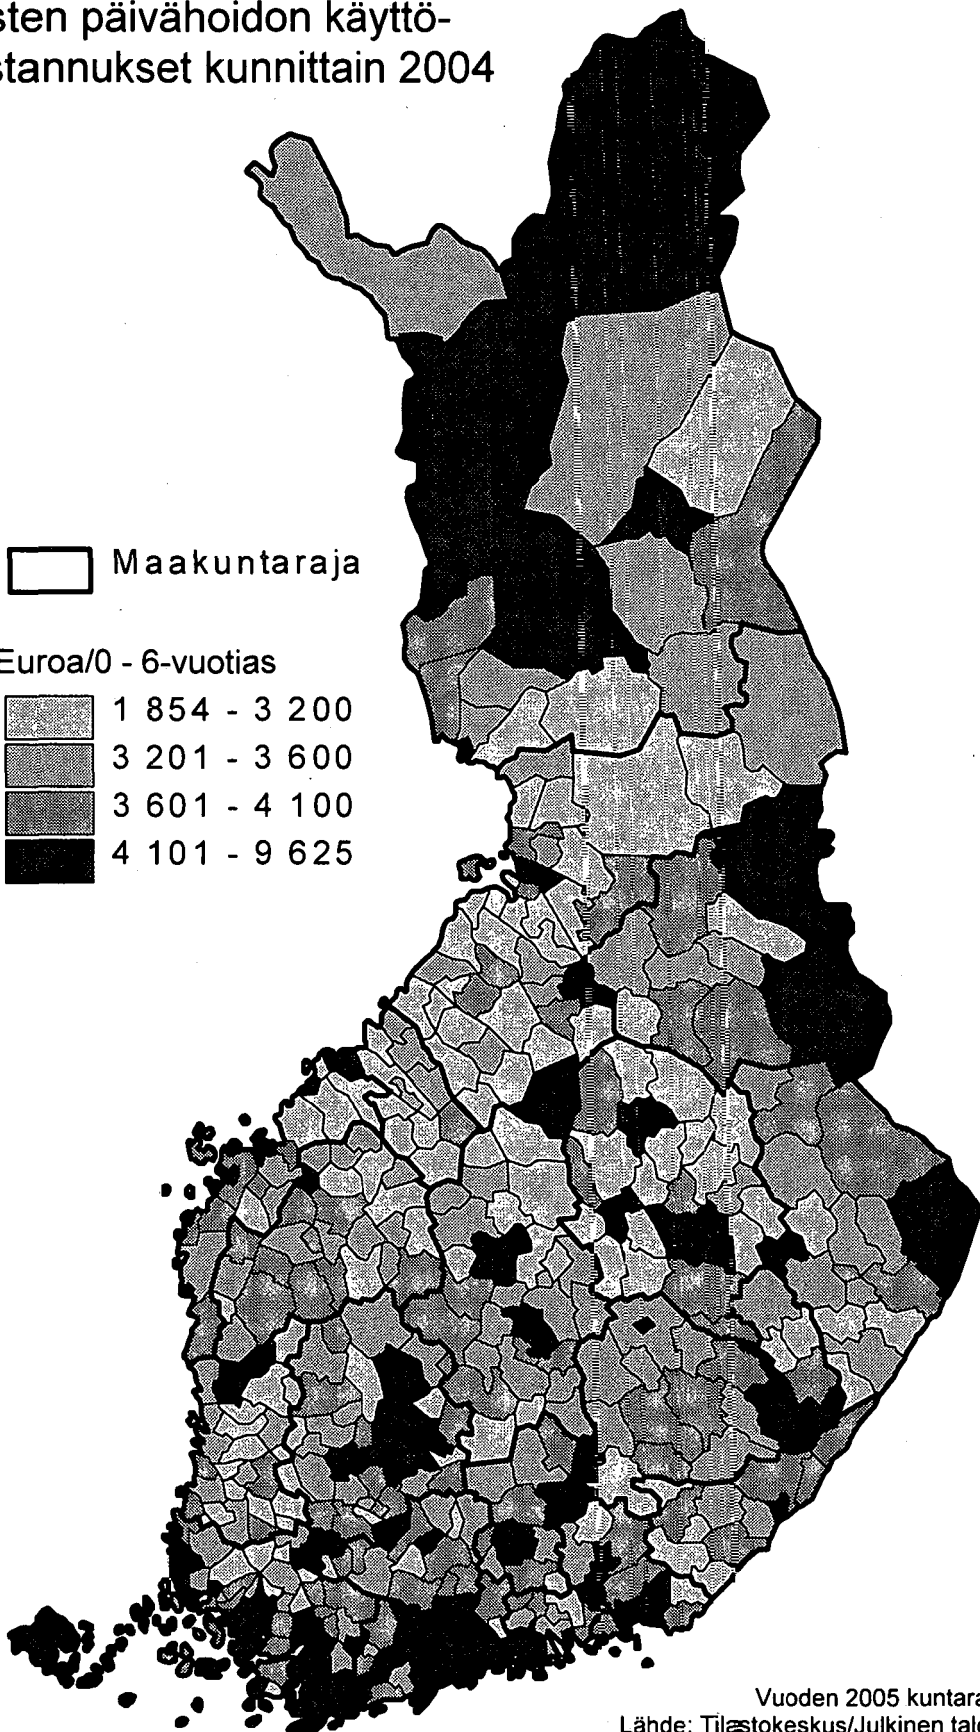 sten päivähoidon käyttö-
stannukset kunnittain 2004
Maakuntaraja
Euroa/0 - 6-vuotias
1 854 - 3 200
3 201 - 3 600
3 601 - 4 100
4 101 - 9 625
Vuoden 2005 kuntara
Lähde: Tilastokeskus/Julkinen talo